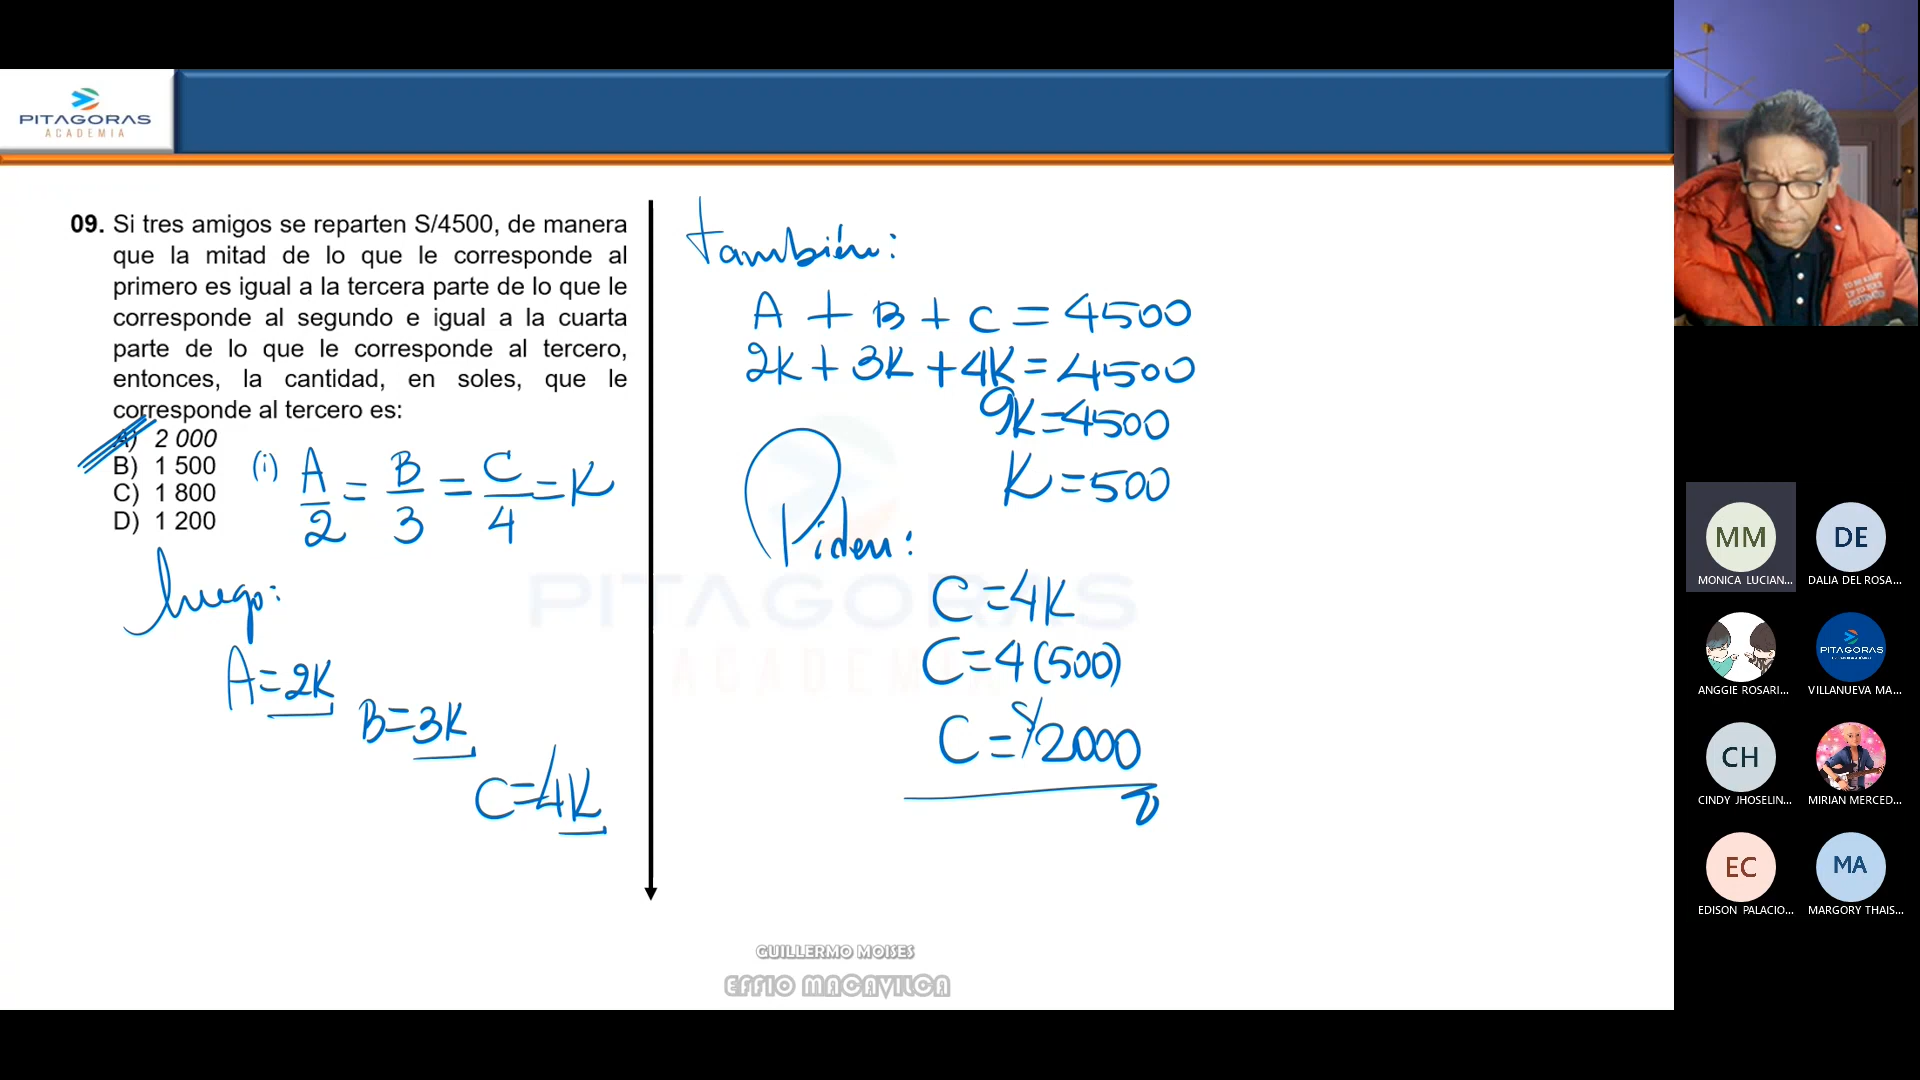 PITAGORAS
ACADEMIA
09. Si tres amigos se reparten S/4500, de manera
que la mitad de lo que le corresponde al
primero es igual a la tercera parte de lo que le
corresponde al segundo e igual a la cuarta
parte de lo que le corresponde al tercero,
entonces, la cantidad, en soles, que le
corresponde al tercero es:
A) 2 000
B) 1 500
C) 1 800
D) 1 200
(i) A/2 = B/3 = C/4 = K
luego:
A=2K
B=3K
C=4K
también:
A + B + C = 4500
2K + 3K + 4K = 4500
9K=4500
K=500
Piden:
C=4K
C=4(500)
C=S/2000
PITAGORAS
ACADEMIA
GUILLERMO MOISES
EFFIO MACAVILCA
TO BE READY
MM
MONICA LUCIAN...
DE
DALIA DEL ROSA...
ANGGIE ROSARI...
PITAGORAS
VILLANUEVA MA...
CH
CINDY JHOSELIN...
MIRIAN MERCED...
EC
EDISON PALACIO...
MA
MARGORY THAIS...